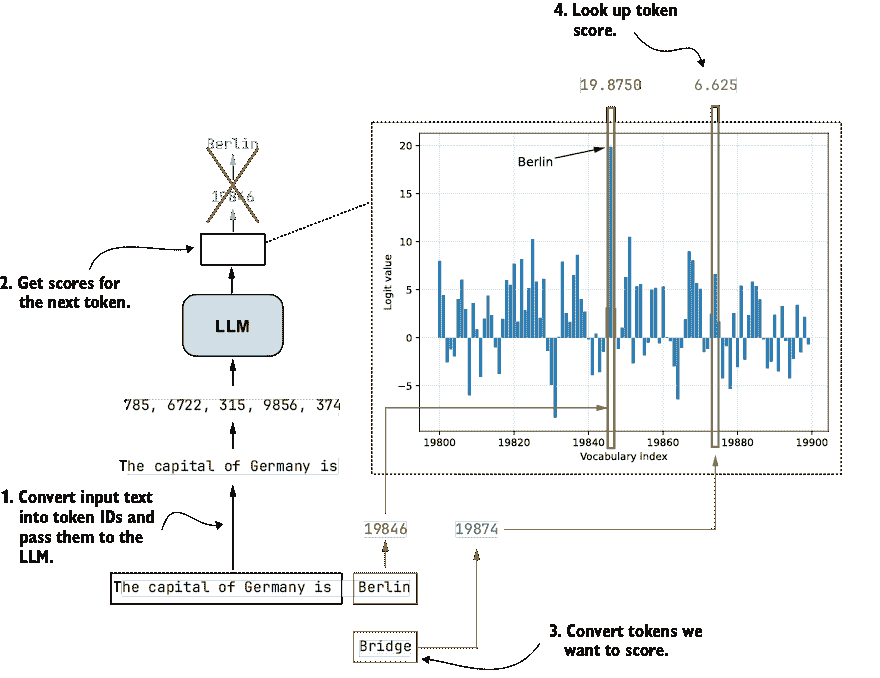 4. Look up token
score.
19.8750
6.625
Berlin
19846
20
15
10
5
0
−5
Logit value
Berlin
19800
19820
19840
19860
19880
19900
Vocabulary index
2. Get scores for
the next token.
LLM
785, 6722, 315, 9856, 374
The capital of Germany is
1. Convert input text
into token IDs and
pass them to the
LLM.
19846
19874
The capital of Germany is
Berlin
Bridge
3. Convert tokens we
want to score.